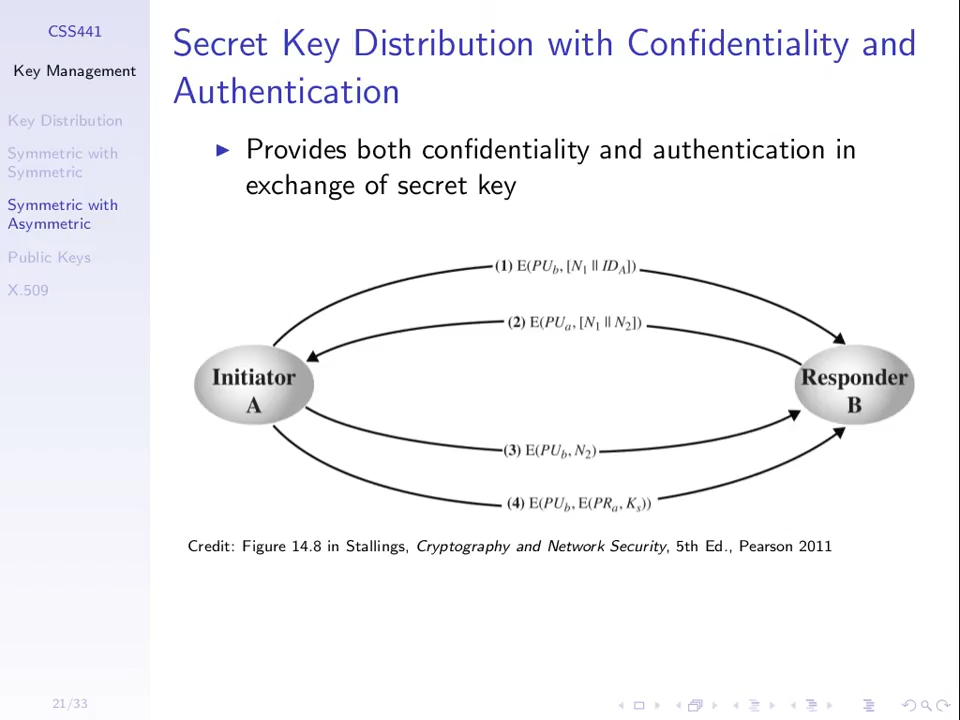 CSS441
Key Management
Key Distribution
Symmetric with
Symmetric
Symmetric with
Asymmetric
Public Keys
X.509
21/33
Secret Key Distribution with Confidentiality and
Authentication
Provides both confidentiality and authentication in
exchange of secret key
(1) E(PU_b, [N_1 || ID_A])
(2) E(PU_a, [N_1 || N_2])
Initiator
A
Responder
B
(3) E(PU_b, N_2)
(4) E(PU_b, E(PR_a, K_s))
Credit: Figure 14.8 in Stallings, Cryptography and Network Security, 5th Ed., Pearson 2011